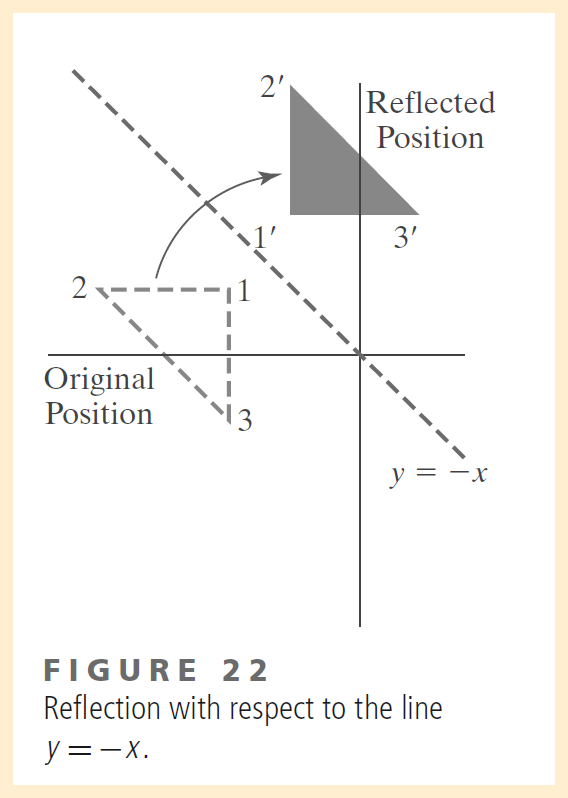 2′
Reflected
Position
1′
3′
2
1
Original
Position
3
y = −x
FIGURE 22
Reflection with respect to the line
y = −x.